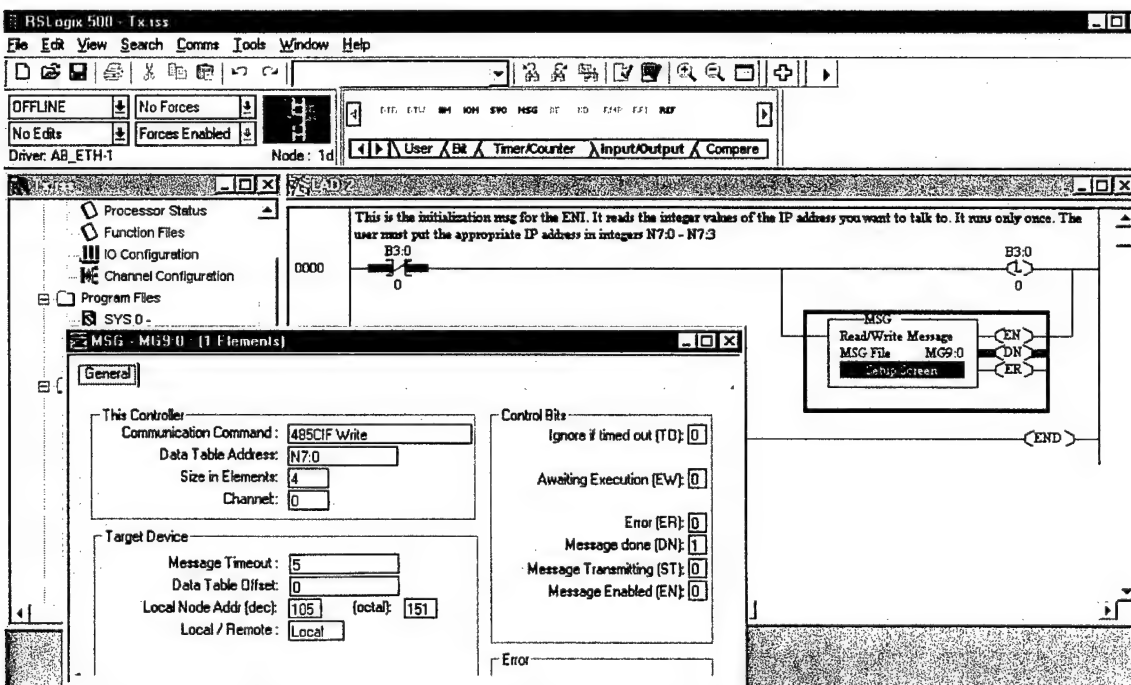 RSLogix 500 - Tx.rss
File Edit View Search Comms Tools Window Help
OFFLINE No Forces
No Edits Forces Enabled
Driver: AB_ETH-1 Node : 1d
SVC MSG REF
User Bit Timer/Counter Input/Output Compare
LAD 2
Processor Status
Function Files
IO Configuration
Channel Configuration
Program Files
SYS 0 -
This is the initialization msg for the ENI. It reads the integer values of the IP address you want to talk to. It runs only once. The
user must put the appropriate IP address in integers N7:0 - N7:3
0000
B3:0
0
B3:0
L
0
MSG
Read/Write Message
MSG File MG9:0
Setup Screen
EN
DN
ER
END
MSG - MG9:0 : (1 Elements)
General
This Controller
Communication Command : 485CIF Write
Data Table Address: N7:0
Size in Elements: 4
Channel: 0
Target Device
Message Timeout : 5
Data Table Offset: 0
Local Node Addr (dec): 105 (octal): 151
Local / Remote : Local
Control Bits
Ignore if timed out (TO): 0
Awaiting Execution (EW): 0
Error (ER): 0
Message done (DN): 1
Message Transmitting (ST): 0
Message Enabled (EN): 0
Error